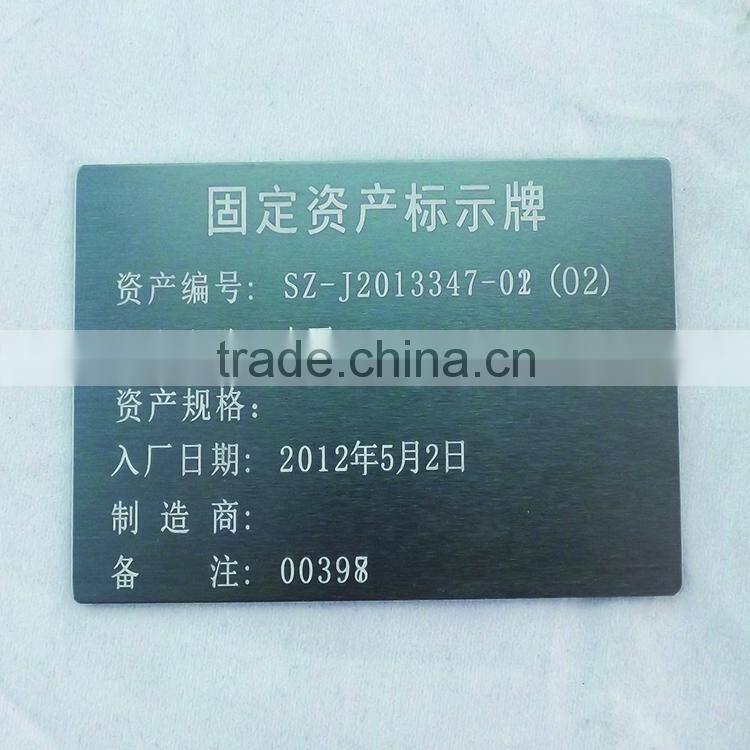 固定资产标示牌
资产编号: SZ-J2013347-02 (02)
trade.china.cn
资产规格:
入厂日期: 2012年5月2日
制造商:
备注: 00398